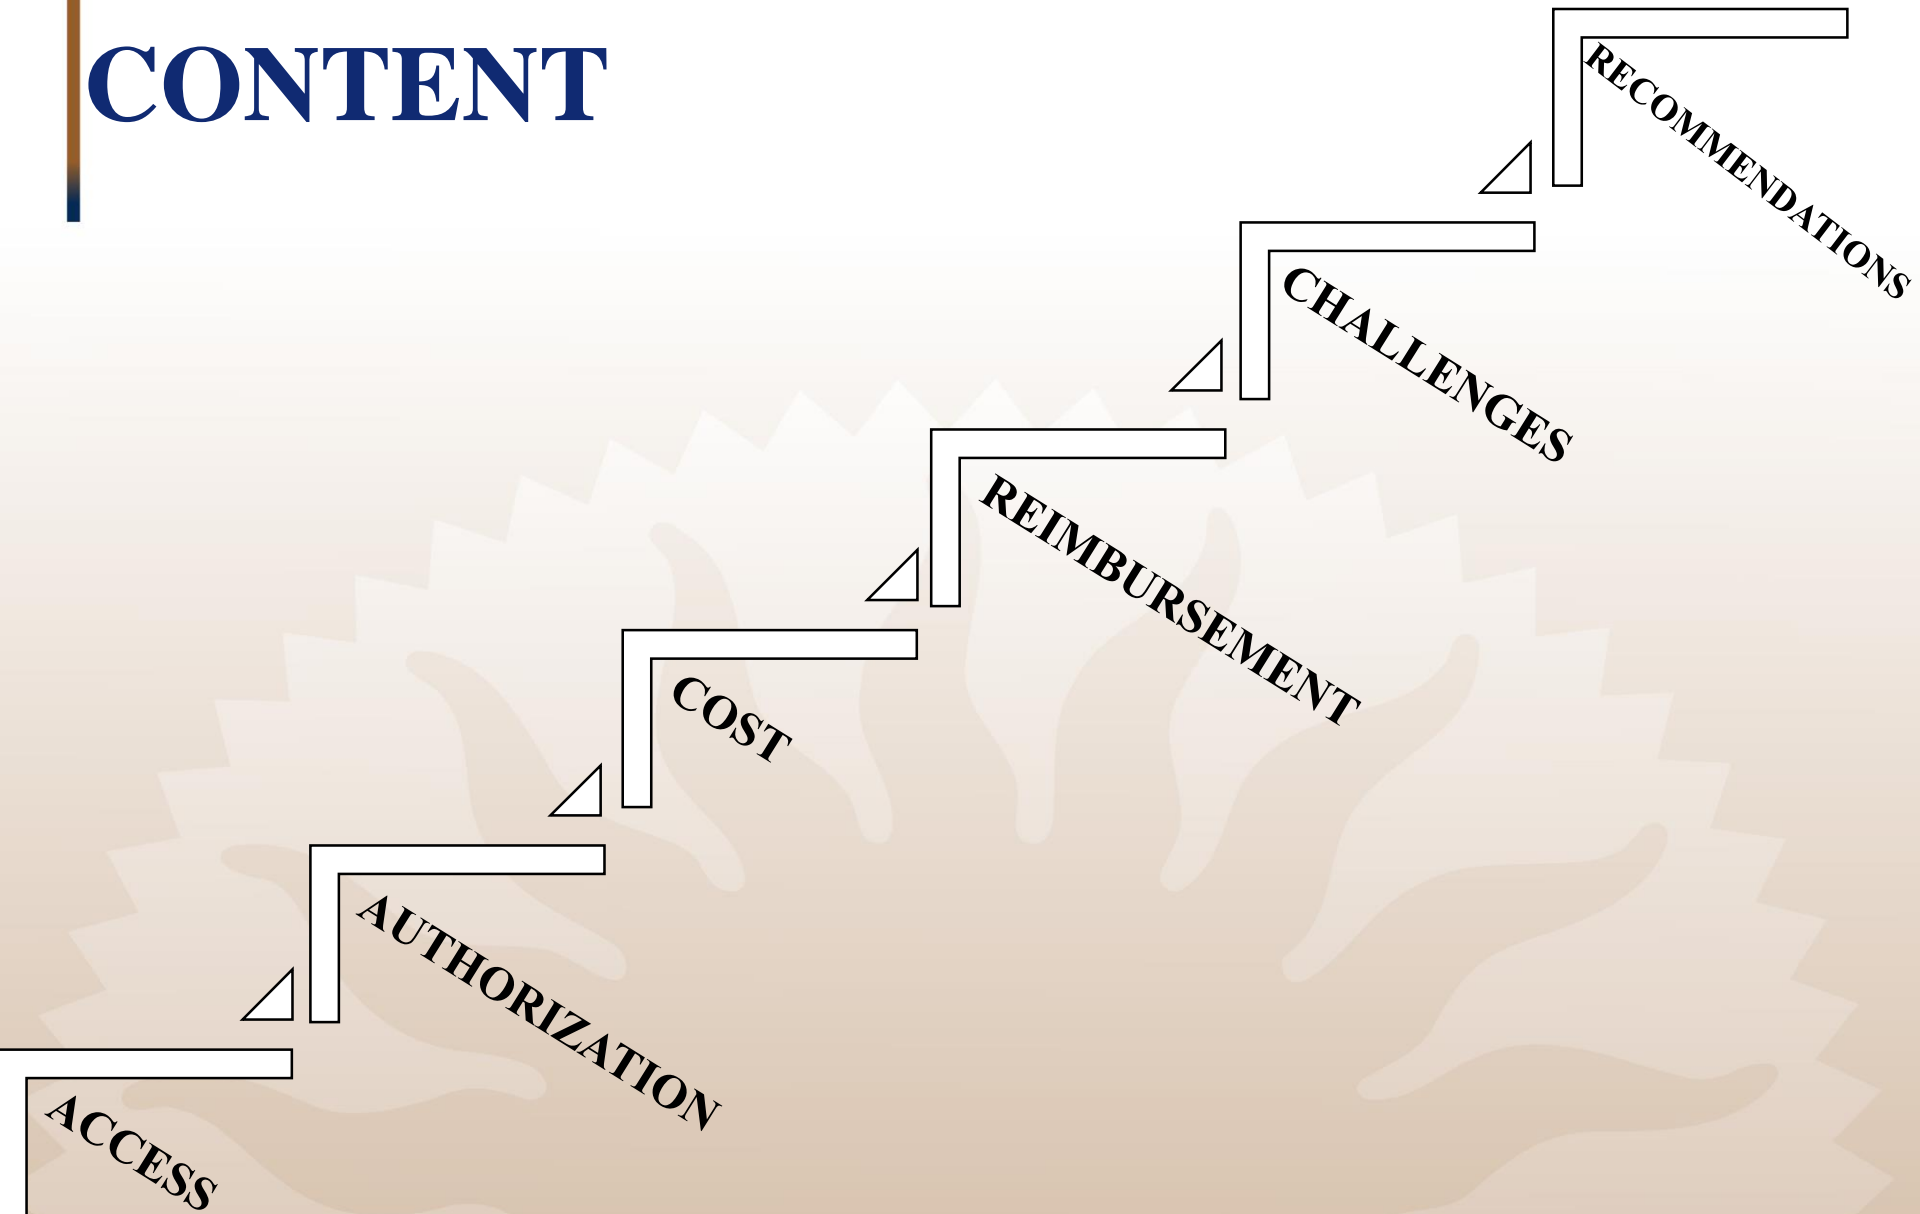 CONTENT
RECOMMENDATIONS
CHALLENGES
REIMBURSEMENT
COST
AUTHORIZATION
ACCESS